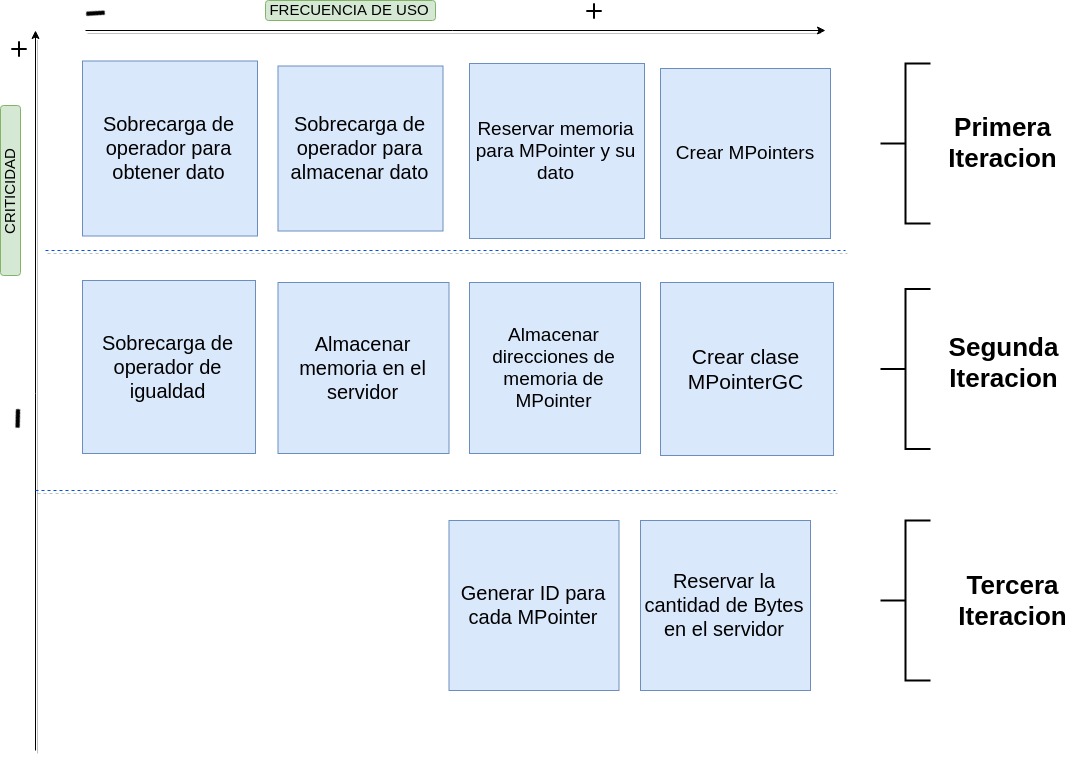 FRECUENCIA DE USO
+
+
CRITICIDAD
Sobrecarga de
operador para
obtener dato
Sobrecarga de
operador para
almacenar dato
Reservar memoria
para MPointer y su
dato
Crear MPointers
Primera
Iteracion
Sobrecarga de
operador de
igualdad
Almacenar
memoria en el
servidor
Almacenar
direcciones de
memoria de
MPointer
Crear clase
MPointerGC
Segunda
Iteracion
Generar ID para
cada MPointer
Reservar la
cantidad de Bytes
en el servidor
Tercera
Iteracion